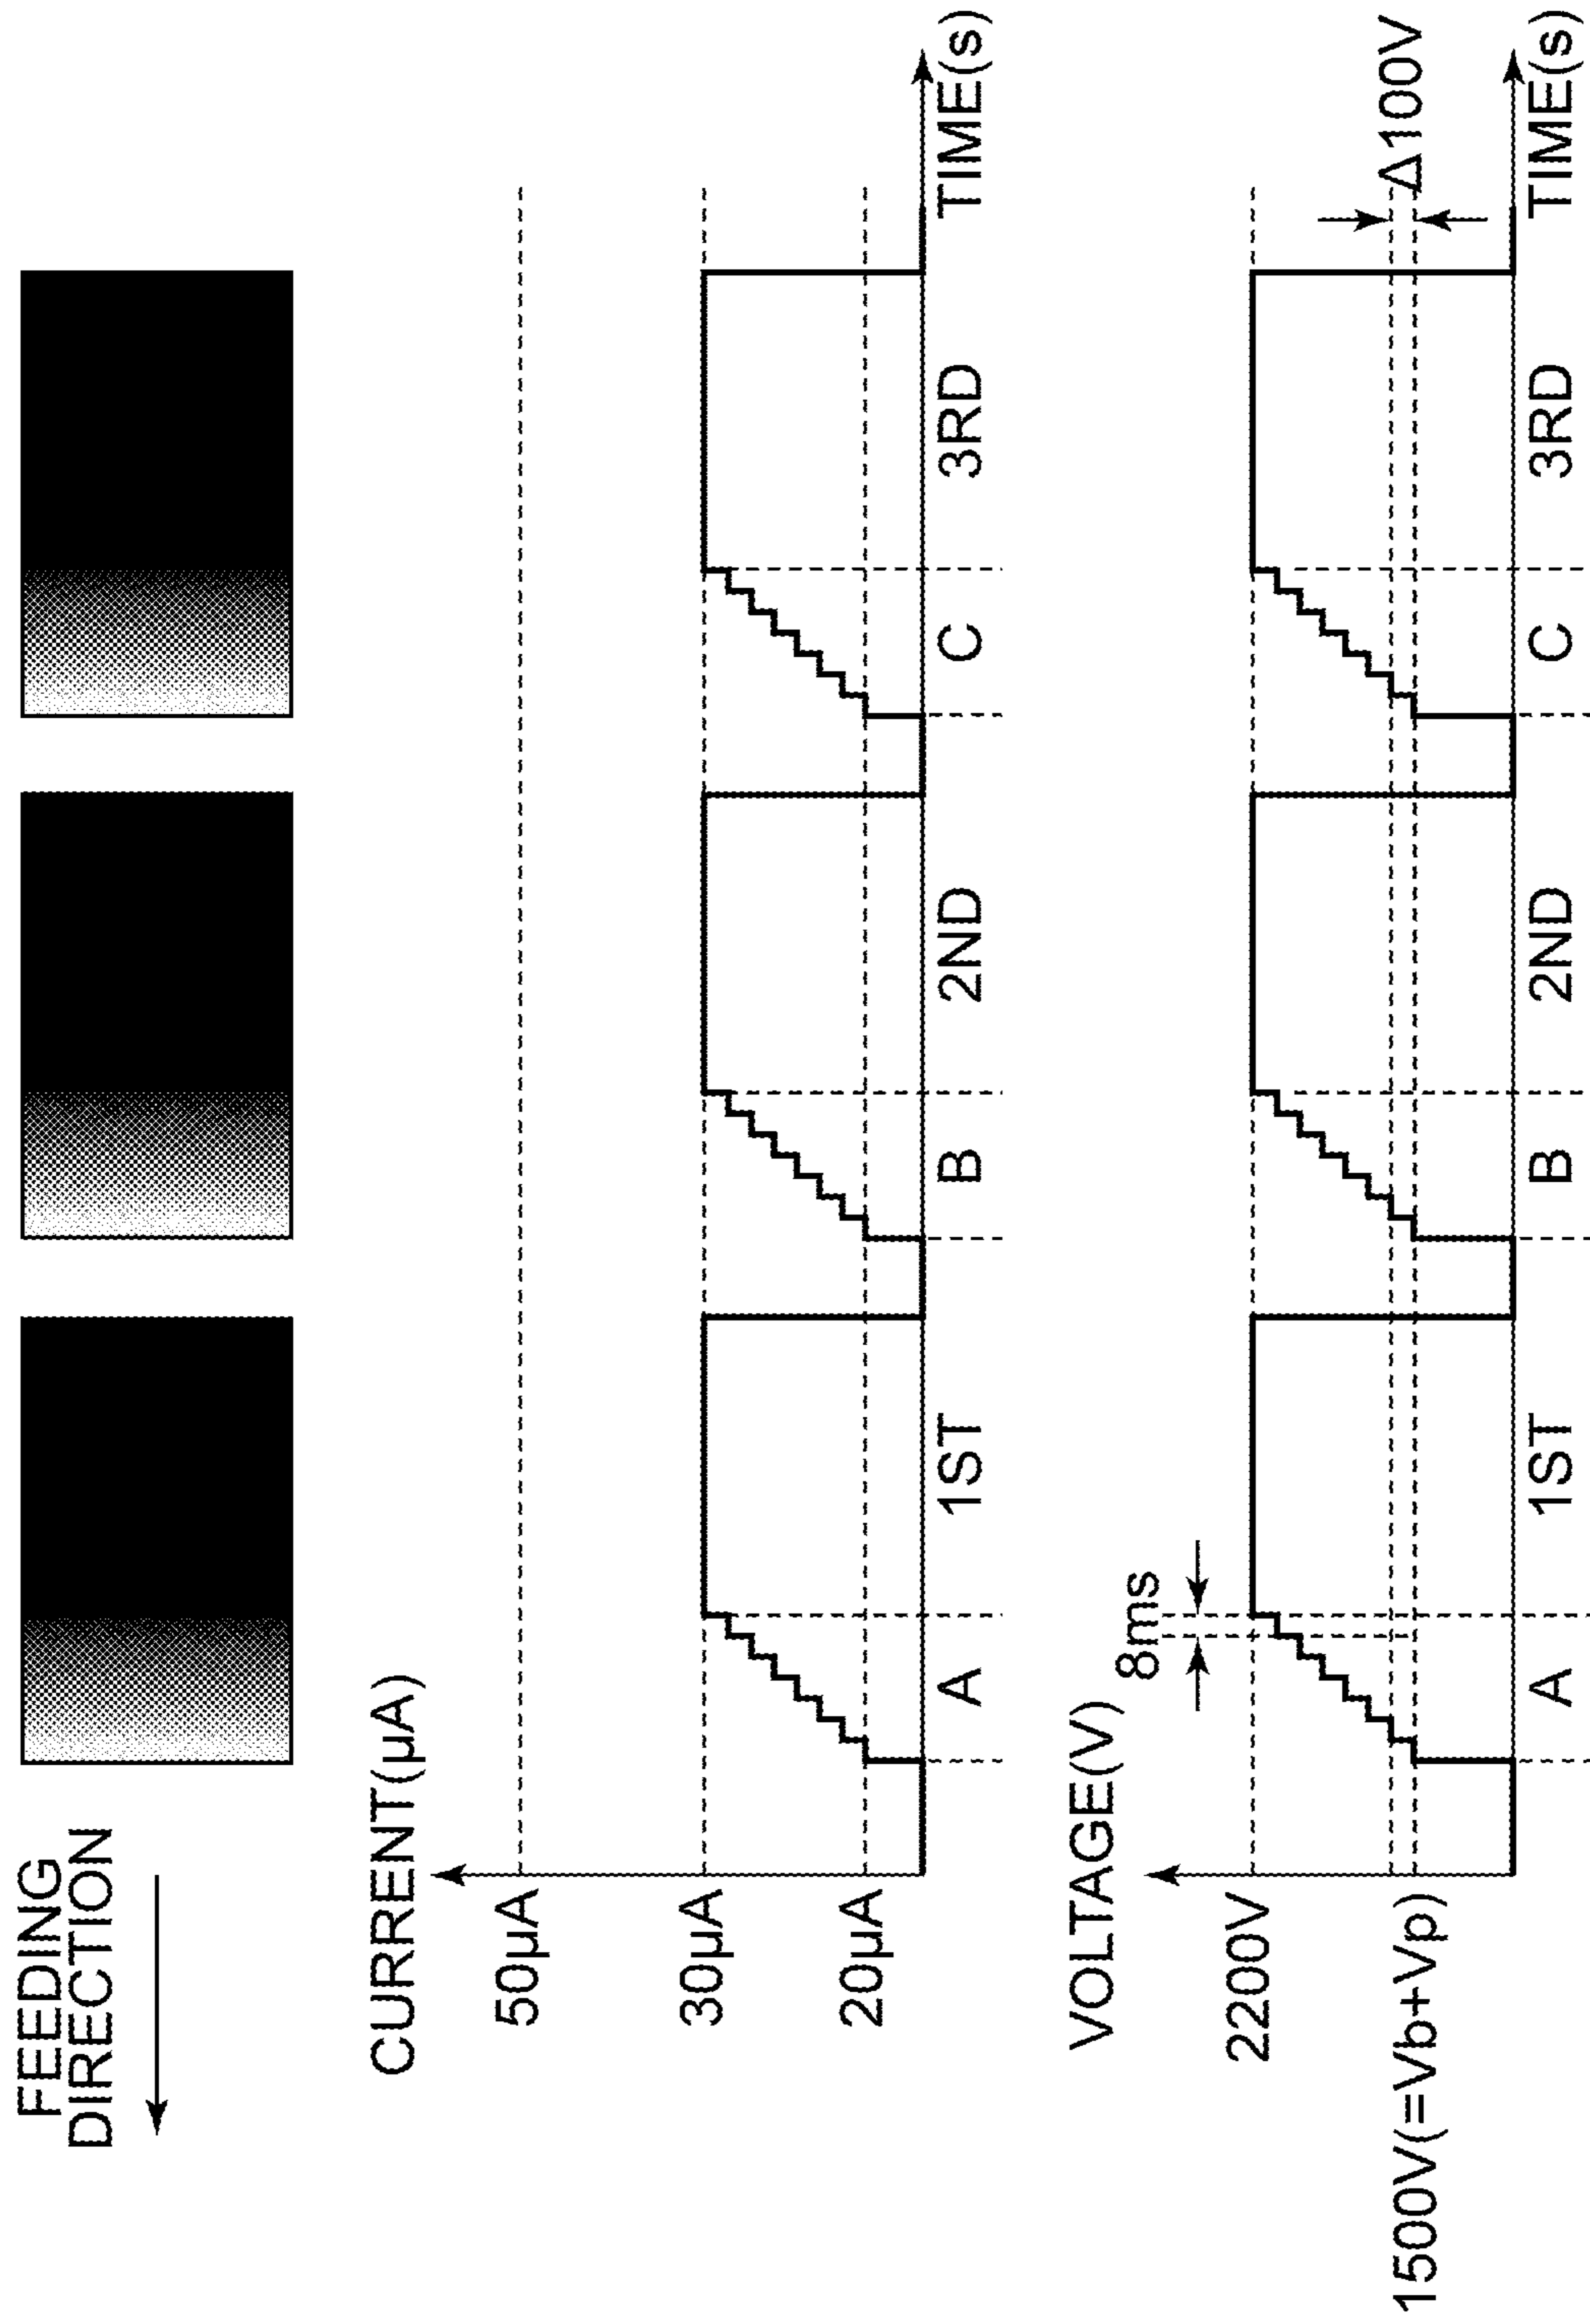 FEEDING
DIRECTION
CURRENT(μA)
50μA
30μA
20μA
A 1ST B 2ND C 3RD TIME(s)
VOLTAGE(V)
8ms
2200V
Δ100V
1500V(=Vb+Vp)
A 1ST B 2ND C 3RD TIME(s)